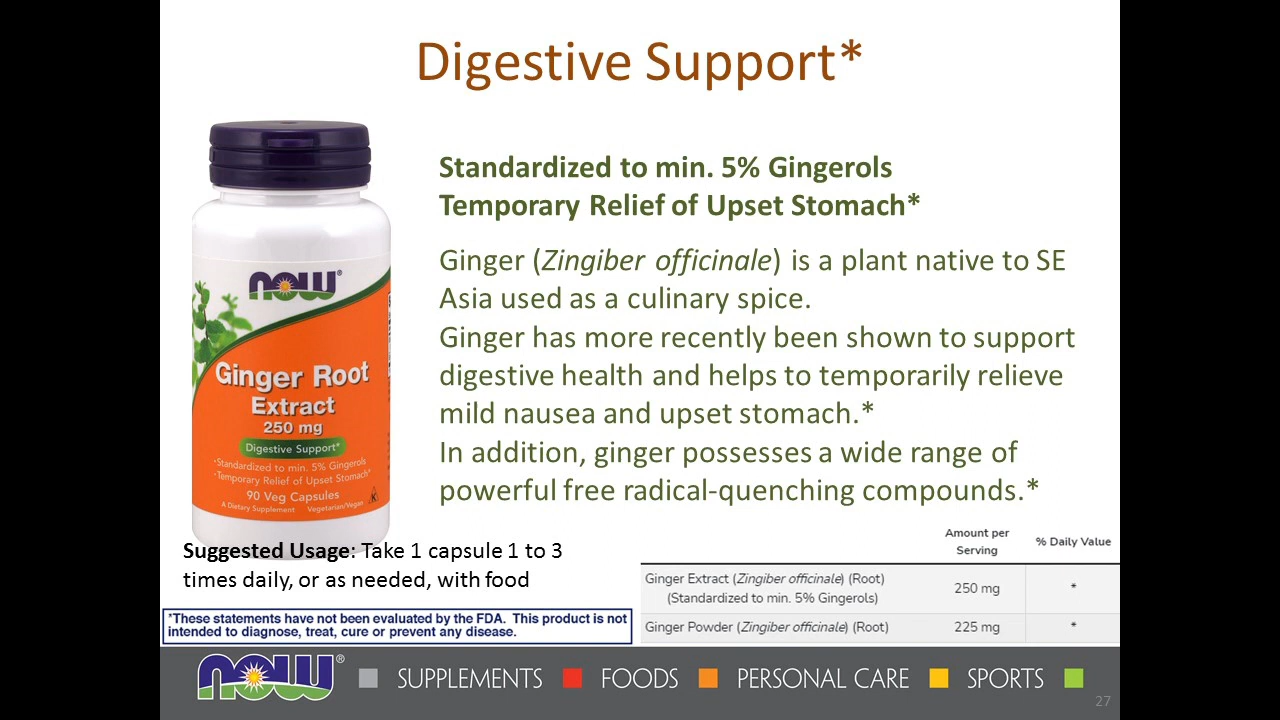 Digestive Support*
Standardized to min. 5% Gingerols
Temporary Relief of Upset Stomach*
Ginger (Zingiber officinale) is a plant native to SE
Asia used as a culinary spice.
Ginger has more recently been shown to support
digestive health and helps to temporarily relieve
mild nausea and upset stomach.*
In addition, ginger possesses a wide range of
powerful free radical-quenching compounds.*
NOW®
Ginger Root
Extract
250 mg
Digestive Support*
•Standardized to min. 5% Gingerols
•Temporary Relief of Upset Stomach*
90 Veg Capsules
K
A Dietary Supplement Vegetarian/Vegan
Suggested Usage: Take 1 capsule 1 to 3
times daily, or as needed, with food
Amount per
Serving
% Daily Value
Ginger Extract (Zingiber officinale) (Root)
(Standardized to min. 5% Gingerols)
250 mg
*
Ginger Powder (Zingiber officinale) (Root)
225 mg
*
*These statements have not been evaluated by the FDA. This product is not
intended to diagnose, treat, cure or prevent any disease.
NOW® SUPPLEMENTS FOODS PERSONAL CARE SPORTS
27